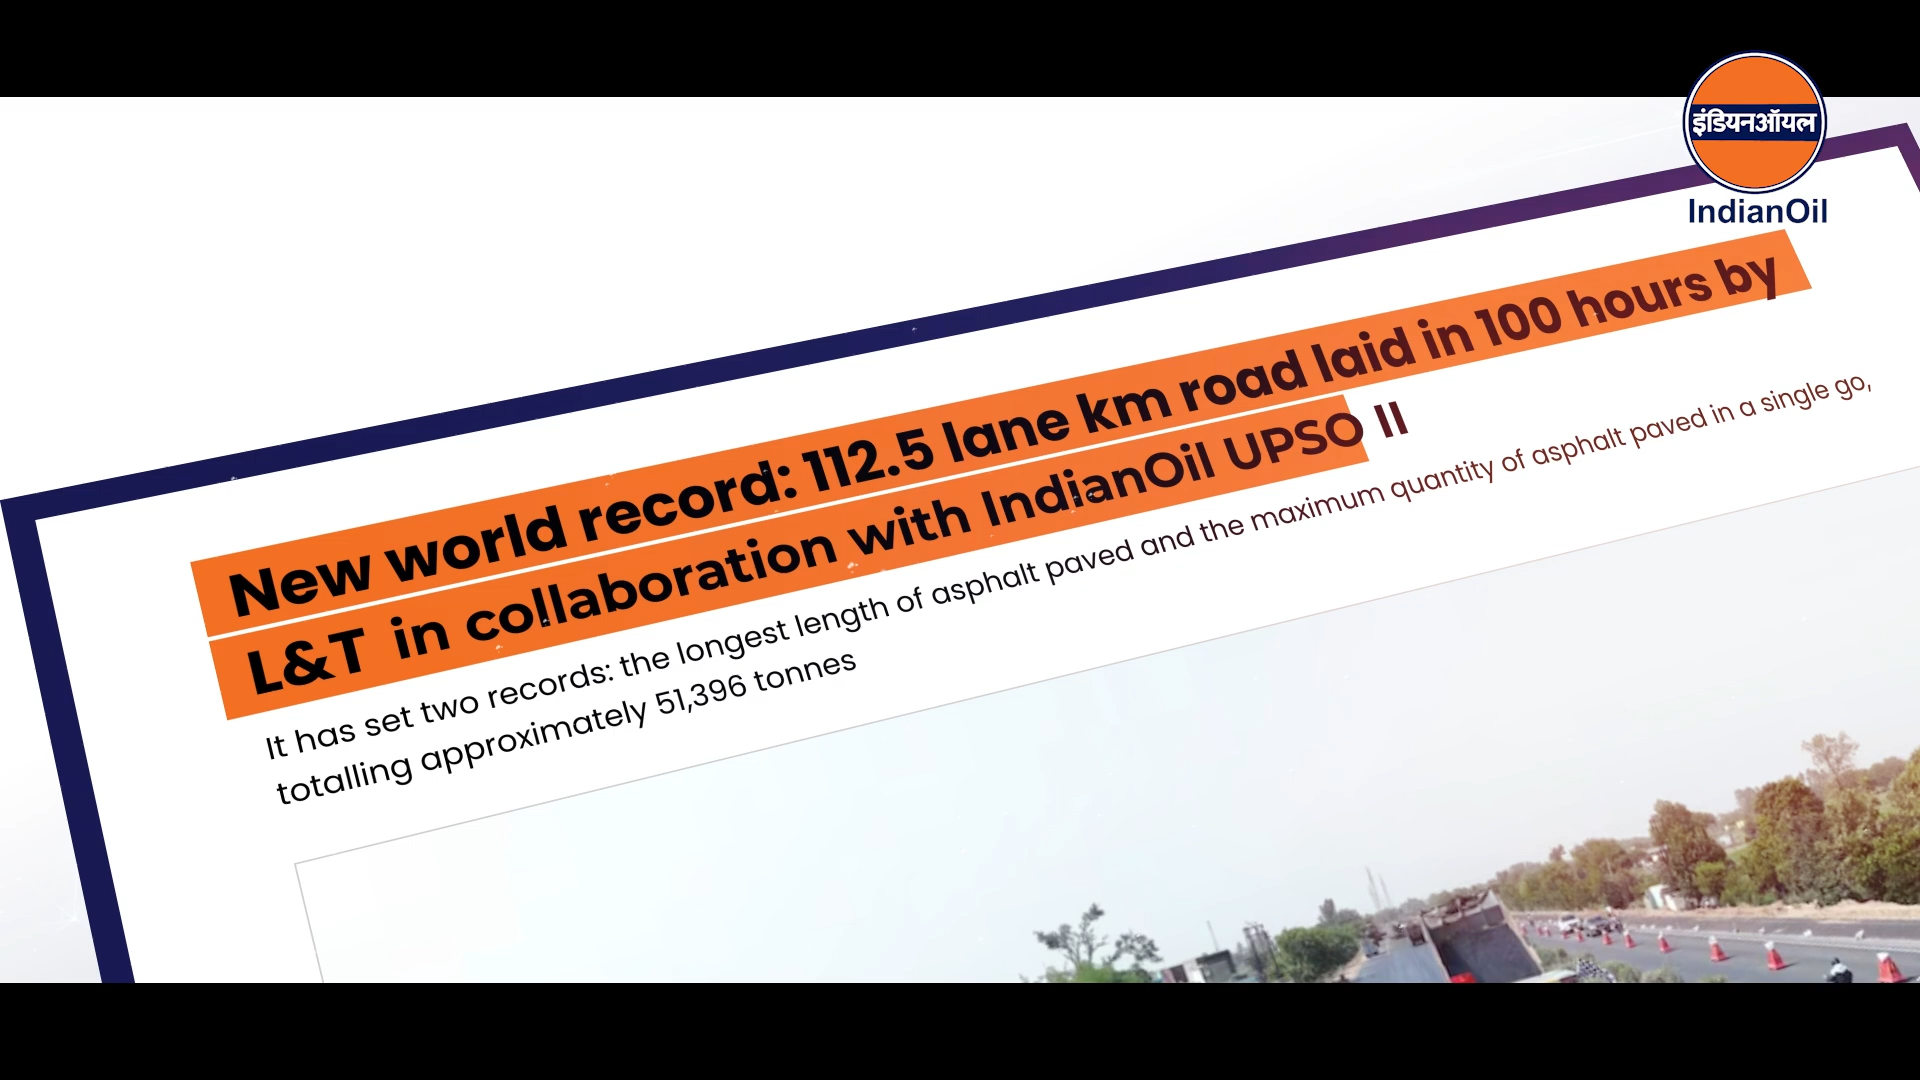 इंडियनऑयल
IndianOil
New world record: 112.5 lane km road laid in 100 hours by
L&T in collaboration with IndianOil UPSO II
It has set two records: the longest length of asphalt paved and the maximum quantity of asphalt paved in a single go,
totalling approximately 51,396 tonnes